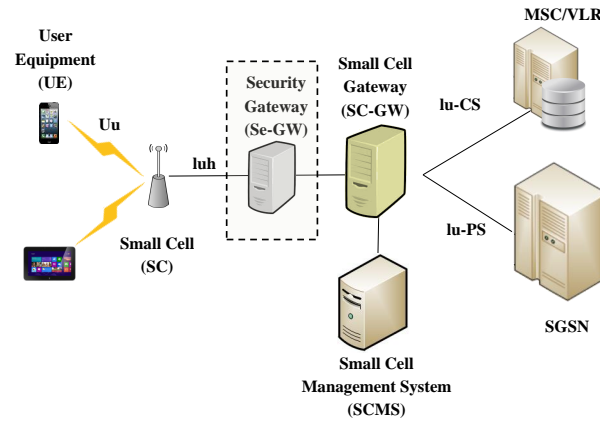 User
Equipment
(UE)
Uu
luh
Small Cell
(SC)
Security
Gateway
(Se-GW)
Small Cell
Gateway
(SC-GW)
lu-CS
lu-PS
MSC/VLR
SGSN
Small Cell
Management System
(SCMS)